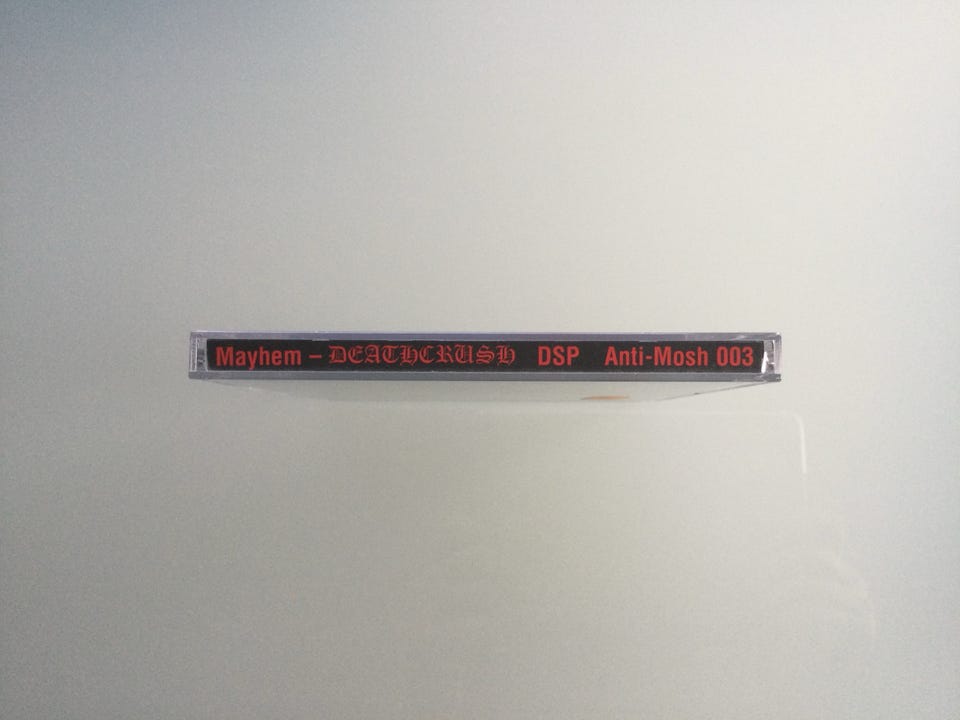 Mayhem – DEATHCRUSH DSP Anti-Mosh 003